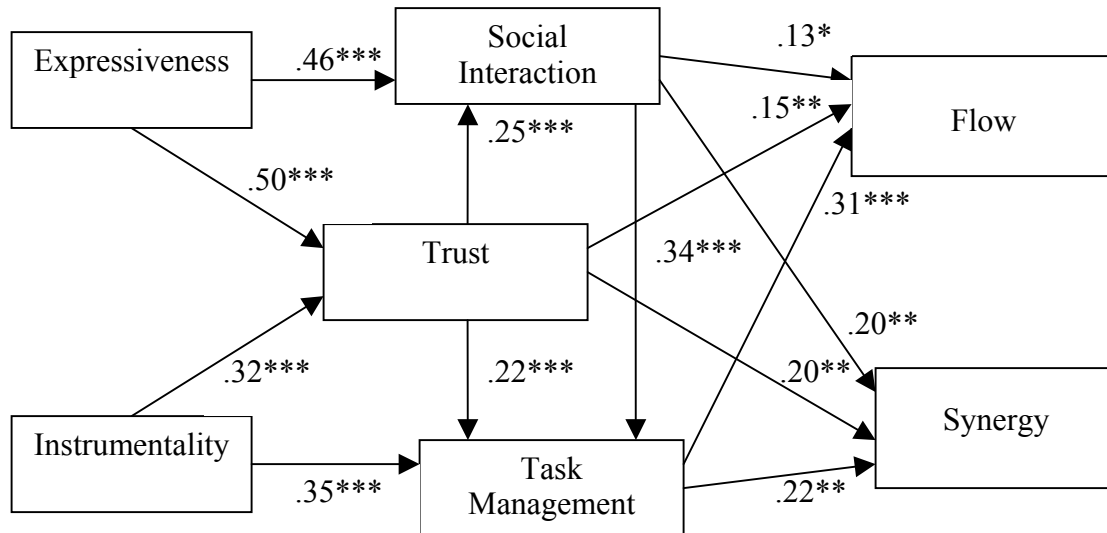 Expressiveness
.46***
Social
Interaction
.13*
Flow
.15**
.25***
.50***
.31***
Trust
.34***
.20**
.32***
.22***
.20**
Instrumentality
.35***
Task
Management
.22**
Synergy